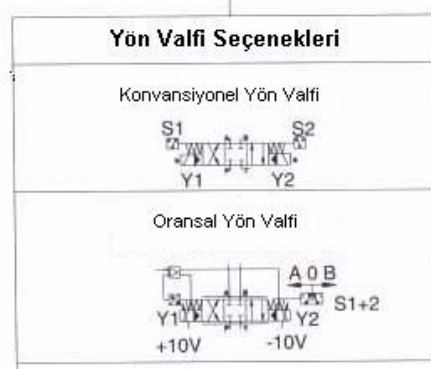 Yön Valfi Seçenekleri
Konvansiyonel Yön Valfi
S1 S2
Y1 Y2
Oransal Yön Valfi
A 0 B
S1+2
Y1 Y2
+10V -10V